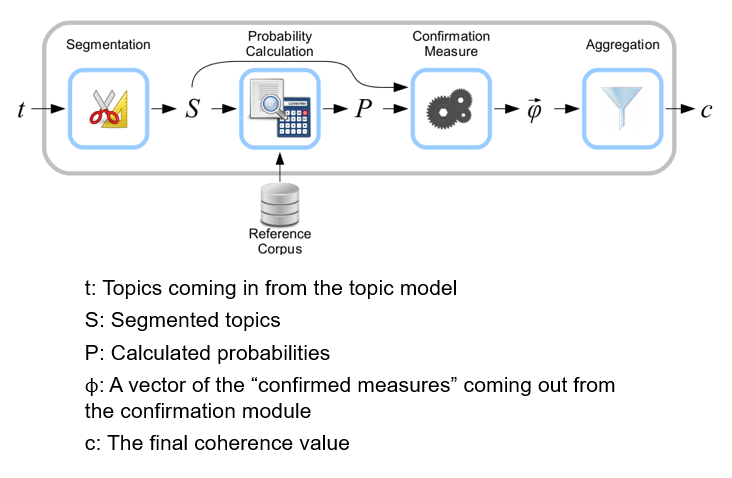 Segmentation
Probability
Calculation
Confirmation
Measure
Aggregation
t
S
P
φ⃗
c
Reference
Corpus
t: Topics coming in from the topic model
S: Segmented topics
P: Calculated probabilities
ϕ: A vector of the “confirmed measures” coming out from
the confirmation module
c: The final coherence value